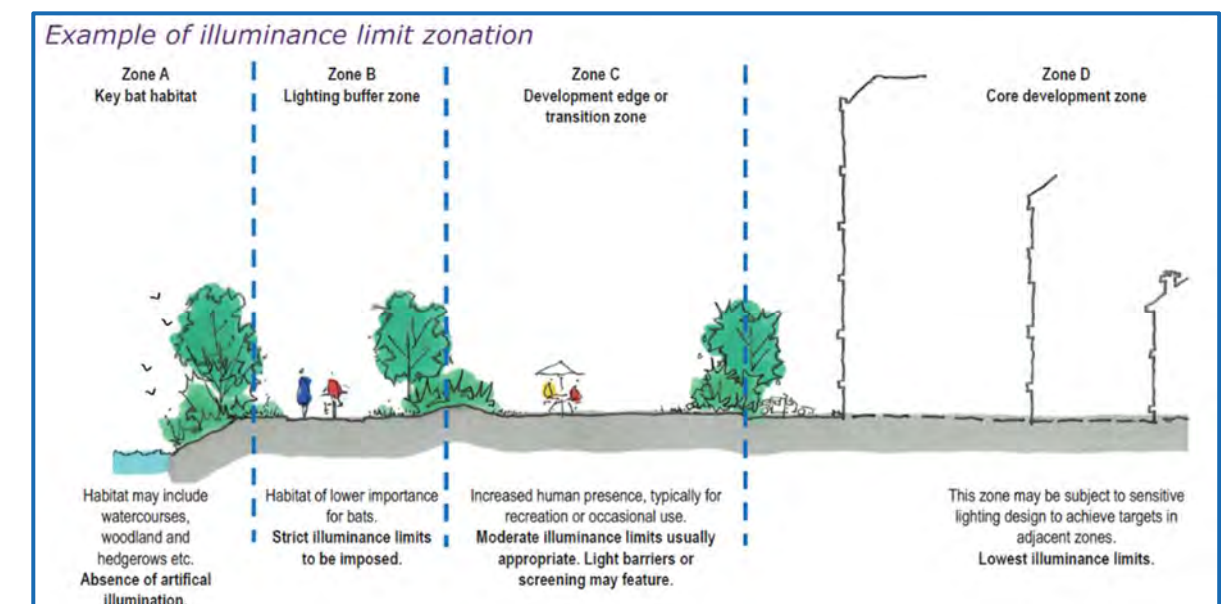 Example of illuminance limit zonation
Zone A
Key bat habitat
Zone B
Lighting buffer zone
Zone C
Development edge or
transition zone
Zone D
Core development zone
Habitat may include
watercourses,
woodland and
hedgerows etc.
Absence of artifical
illumination.
Habitat of lower importance
for bats.
Strict illuminance limits
to be imposed.
Increased human presence, typically for
recreation or occasional use.
Moderate illuminance limits usually
appropriate. Light barriers or
screening may feature.
This zone may be subject to sensitive
lighting design to achieve targets in
adjacent zones.
Lowest illuminance limits.